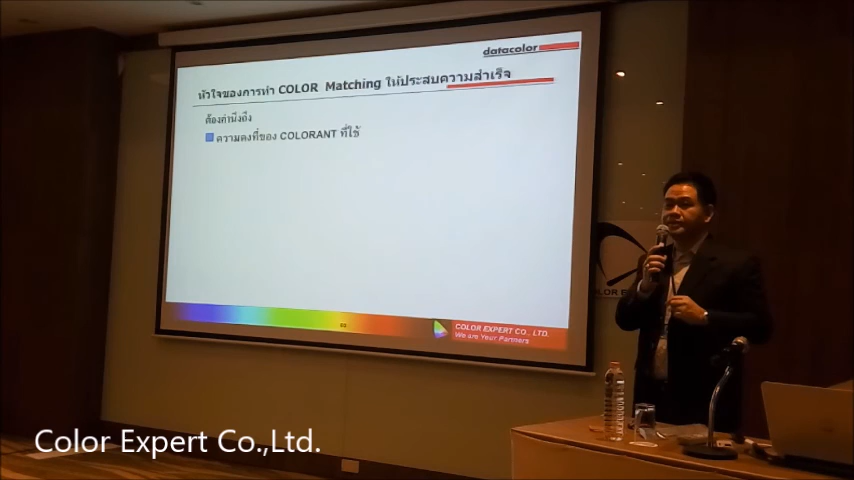 datacolor
หัวใจของการทำ COLOR Matching ให้ประสบความสำเร็จ
ต้องคำนึงถึง
ความคงที่ของ COLORANT ที่ใช้
COLOR EXPERT CO., LTD.
We are Your Partners
Color Expert Co.,Ltd.